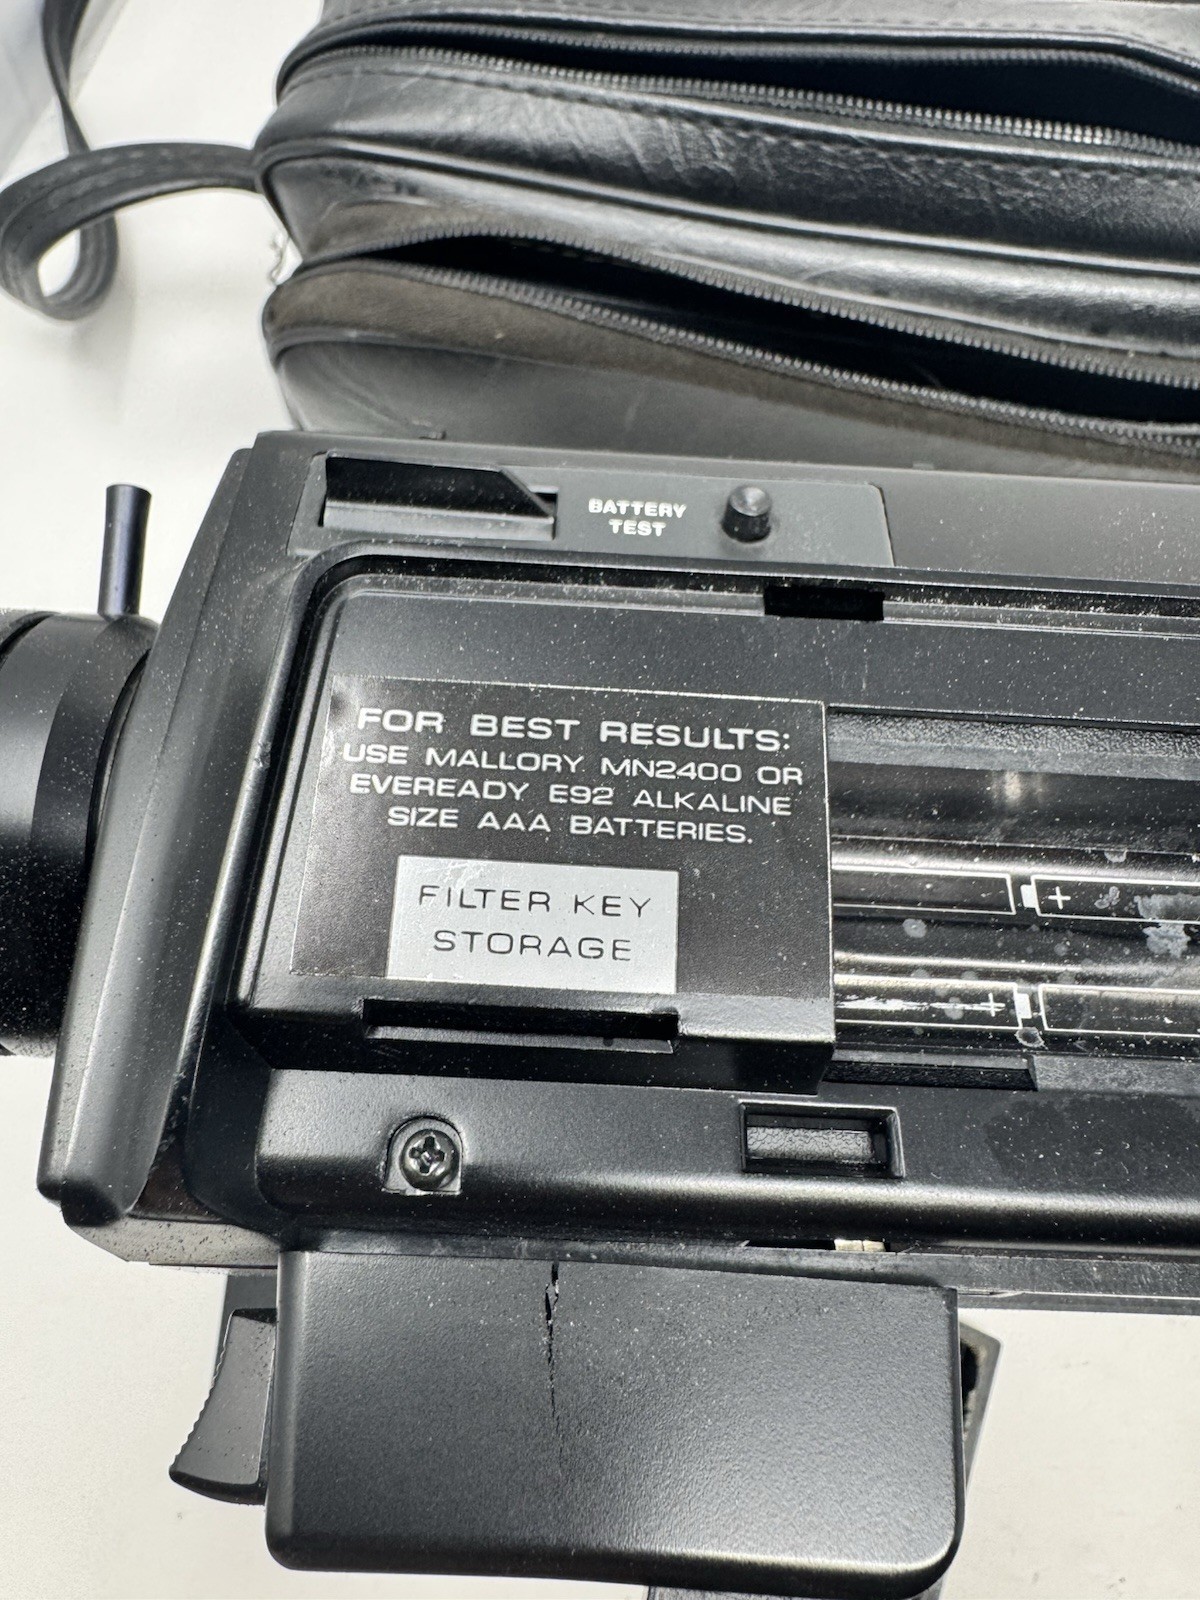 BATTERY
TEST
FOR BEST RESULTS:
USE MALLORY MN2400 OR
EVEREADY E92 ALKALINE
SIZE AAA BATTERIES.
FILTER KEY
STORAGE
+
+